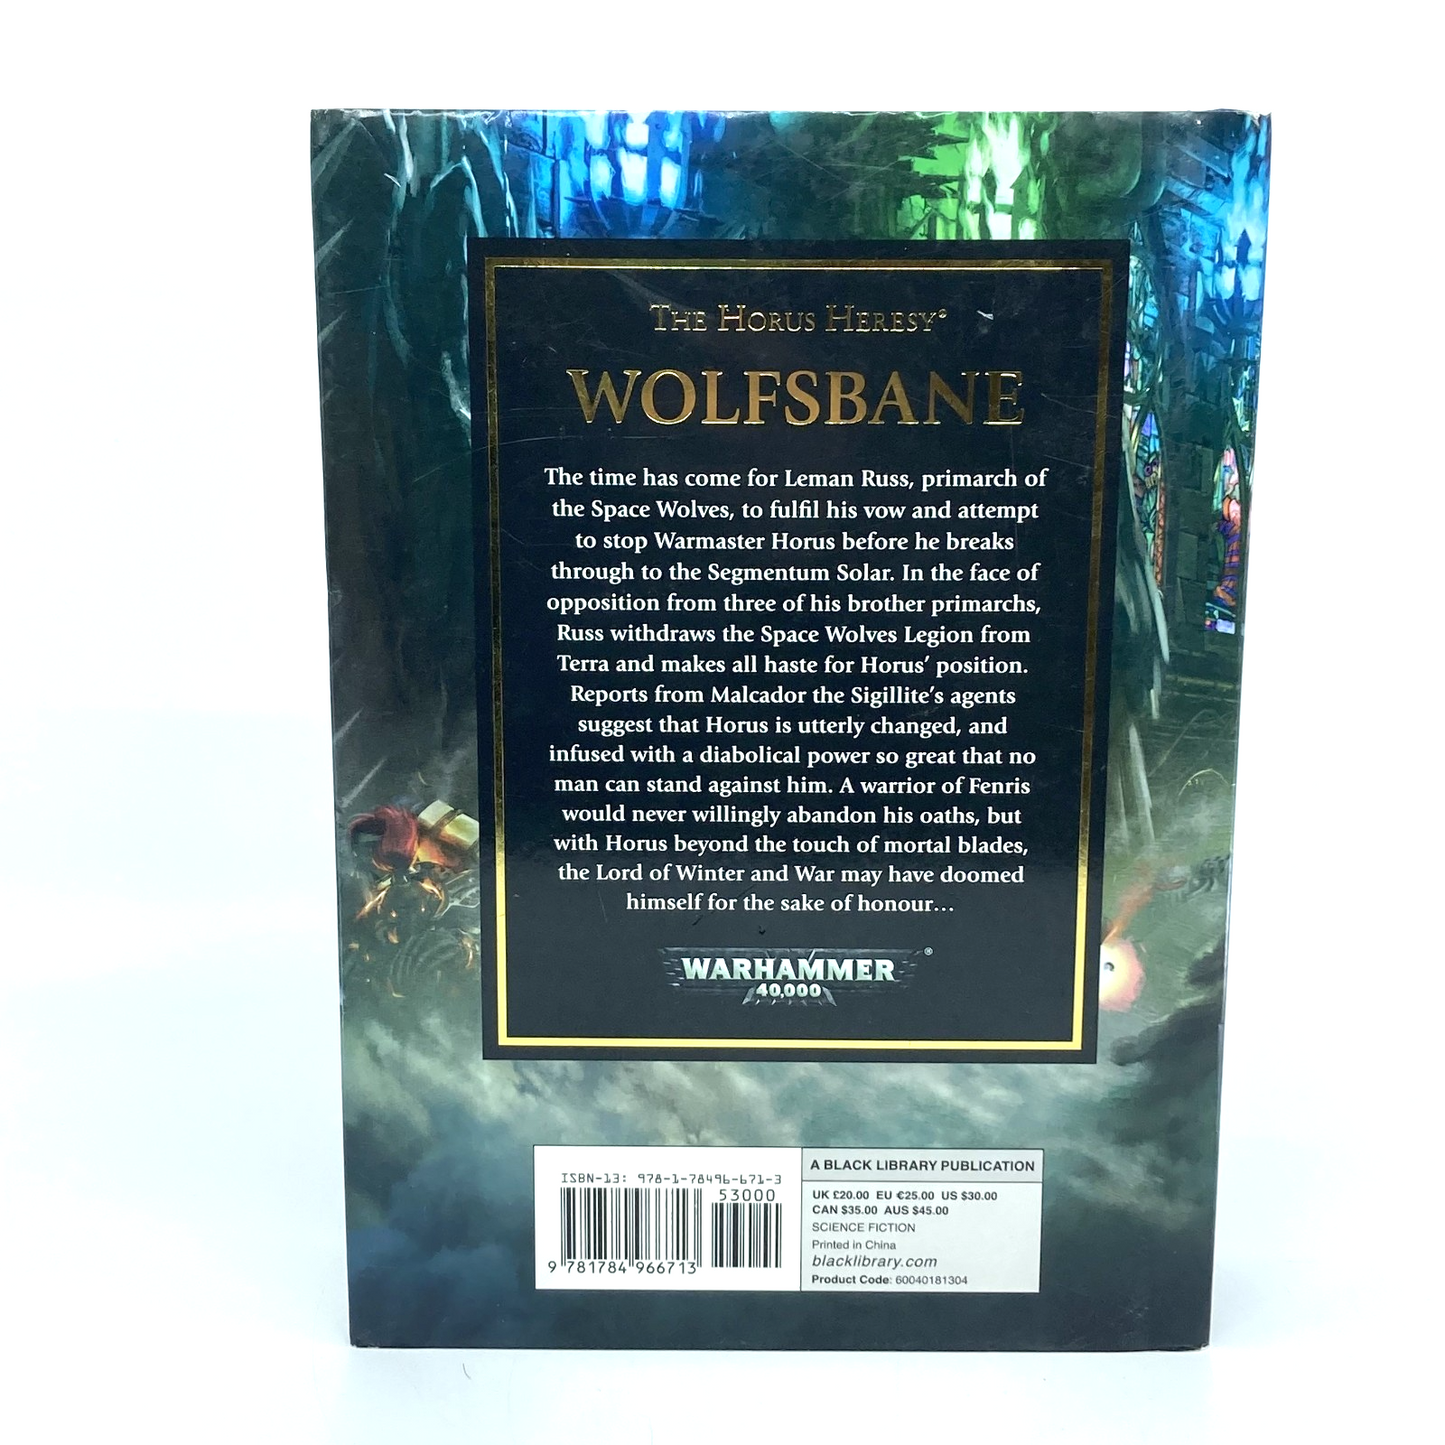 THE HORUS HERESY®
WOLFSBANE
The time has come for Leman Russ, primarch of
the Space Wolves, to fulfil his vow and attempt
to stop Warmaster Horus before he breaks
through to the Segmentum Solar. In the face of
opposition from three of his brother primarchs,
Russ withdraws the Space Wolves Legion from
Terra and makes all haste for Horus’ position.
Reports from Malcador the Sigillite’s agents
suggest that Horus is utterly changed, and
infused with a diabolical power so great that no
man can stand against him. A warrior of Fenris
would never willingly abandon his oaths, but
with Horus beyond the touch of mortal blades,
the Lord of Winter and War may have doomed
himself for the sake of honour…
WARHAMMER®
40,000
ISBN-13: 978-1-78496-671-3
53000
9 781784 966713
A BLACK LIBRARY PUBLICATION
UK £20.00 EU €25.00 US $30.00
CAN $35.00 AUS $45.00
SCIENCE FICTION
Printed in China
blacklibrary.com
Product Code: 60040181304